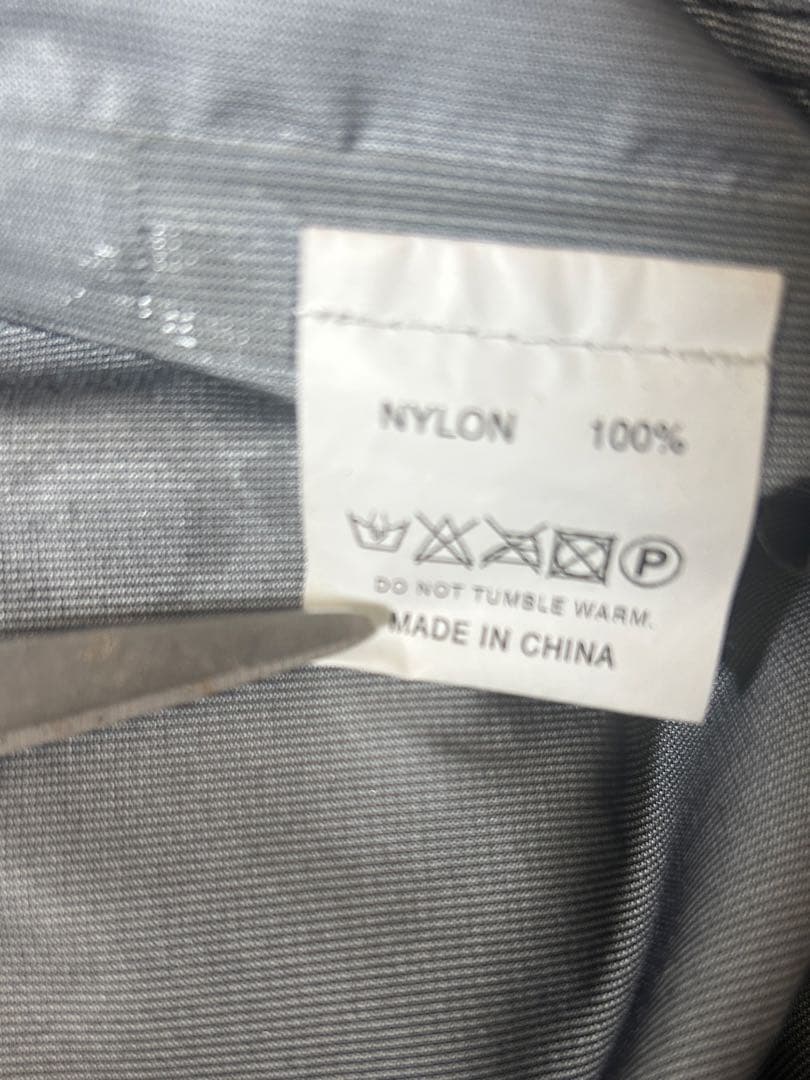 NYLON 100%
P
DO NOT TUMBLE WARM.
MADE IN CHINA